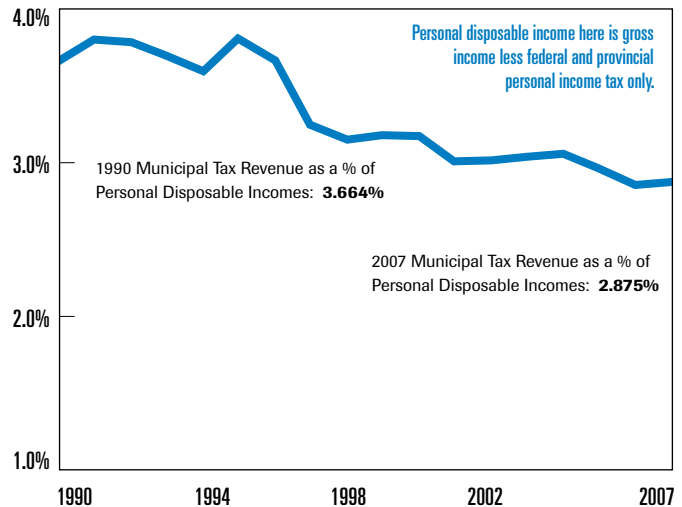 4.0%
Personal disposable income here is gross
income less federal and provincial
personal income tax only.
3.0%
1990 Municipal Tax Revenue as a % of
Personal Disposable Incomes: 3.664%
2007 Municipal Tax Revenue as a % of
Personal Disposable Incomes: 2.875%
2.0%
1.0%
1990 1994 1998 2002 2007